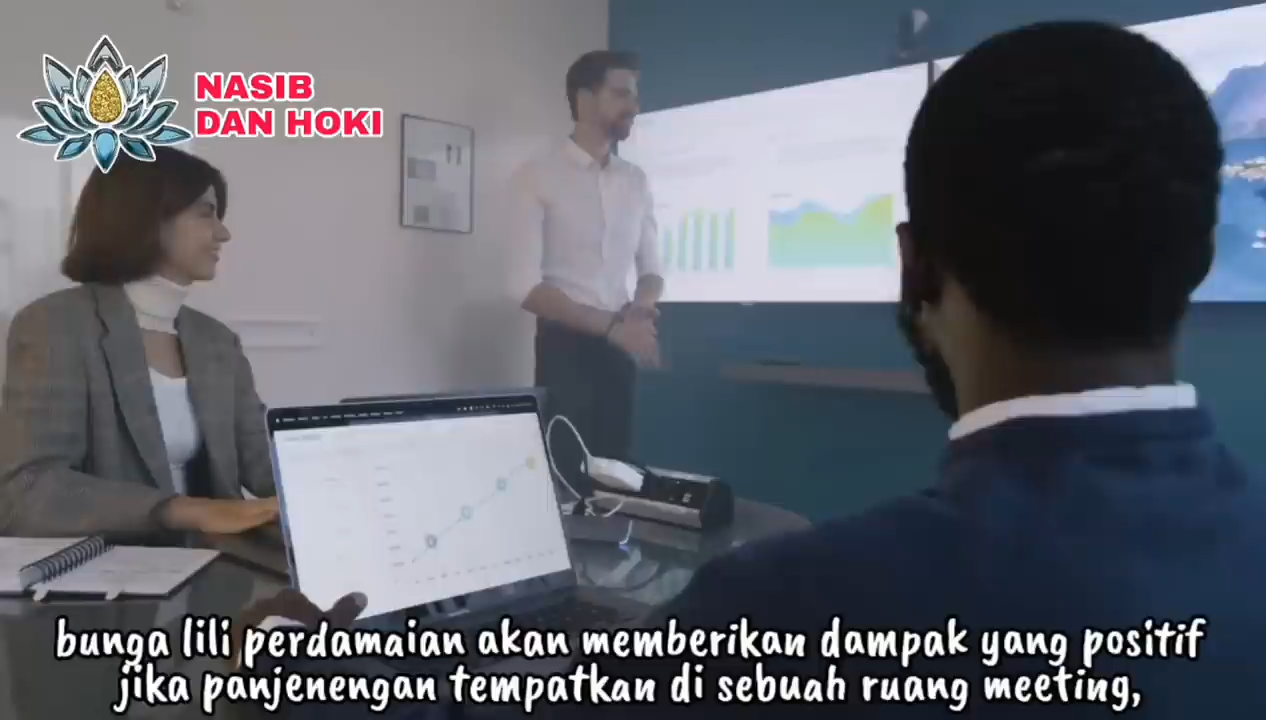 NASIB
DAN HOKI
bunga lili perdamaian akan memberikan dampak yang positif
jika panjenengan tempatkan di sebuah ruang meeting,